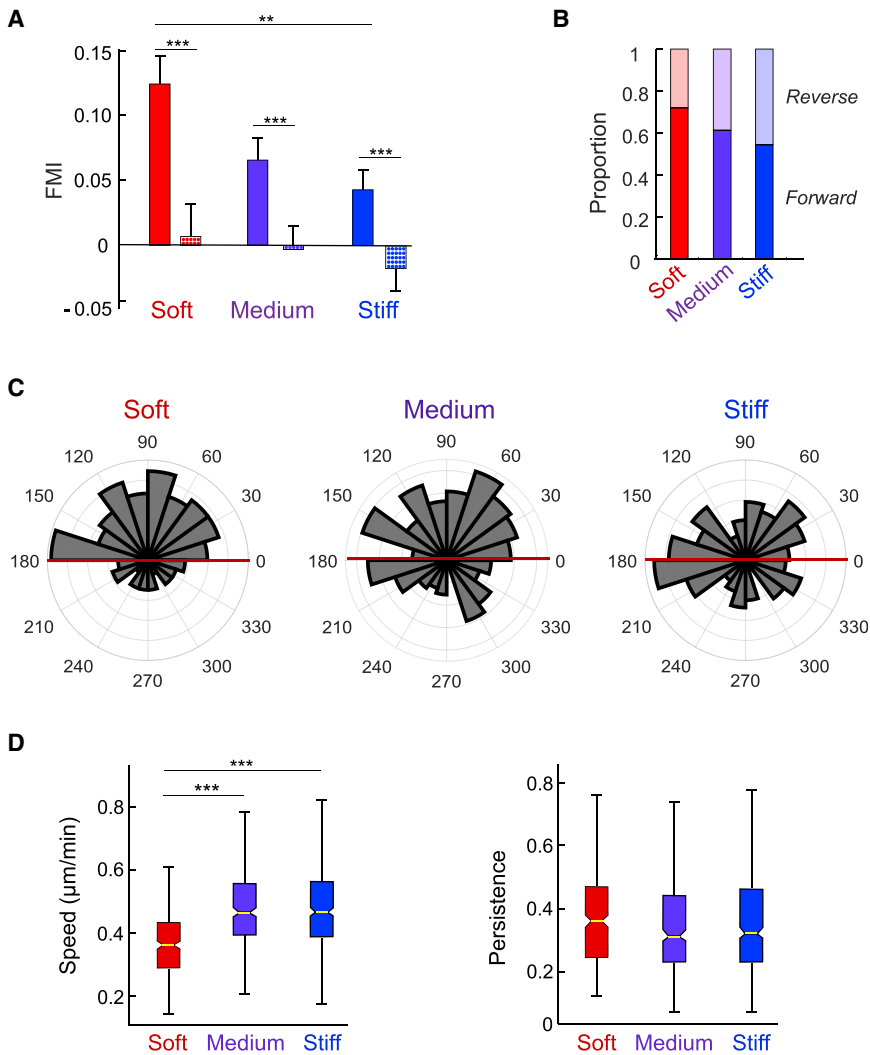 A
**
***
***
***
0.15
0.10
0.05
0
-0.05
FMI
Soft
Medium
Stiff
B
1
0.8
0.6
0.4
0.2
0
Proportion
Reverse
Forward
Soft
Medium
Stiff
C
Soft
90
120
60
150
30
180
0
210
330
240
300
270
Medium
90
120
60
150
30
180
0
210
330
240
300
270
Stiff
90
120
60
150
30
180
0
210
330
240
300
270
D
***
***
0.8
0.6
0.4
0.2
Speed (μm/min)
Soft
Medium
Stiff
0.8
0.6
0.4
0.2
0
Persistence
Soft
Medium
Stiff